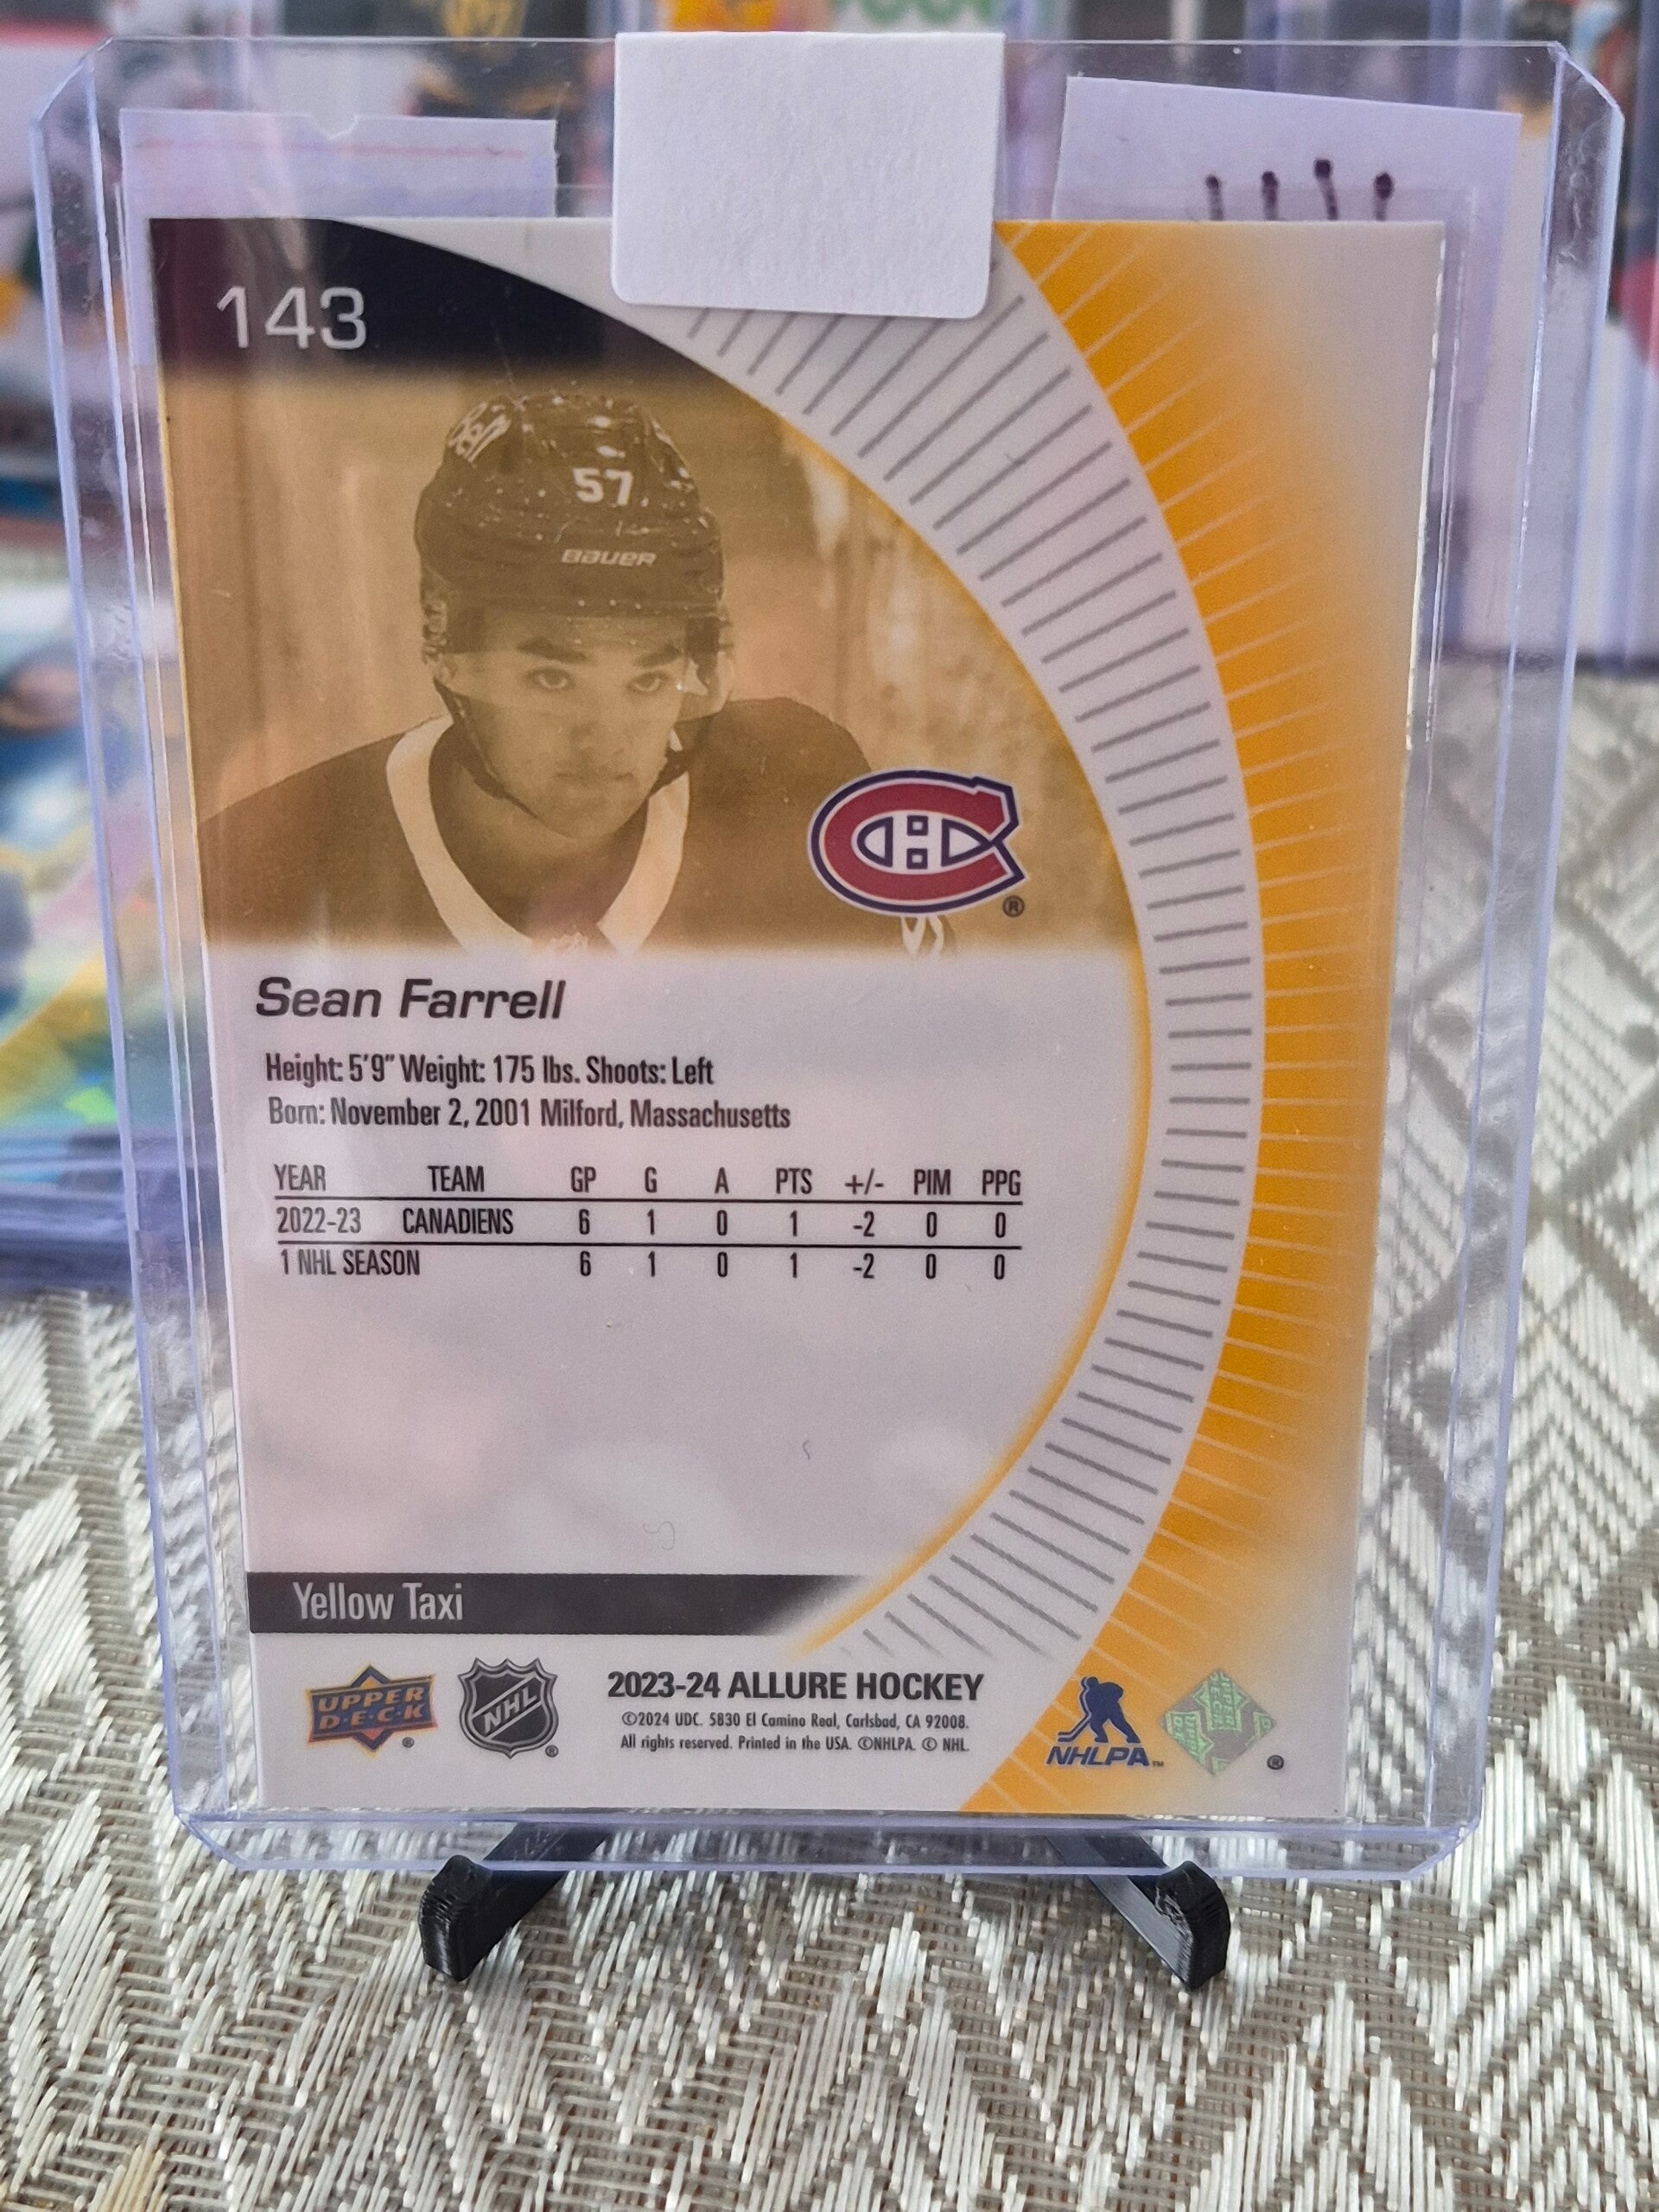 143
57
BAUER
®
Sean Farrell
Height: 5'9" Weight: 175 lbs. Shoots: Left
Born: November 2, 2001 Milford, Massachusetts
YEAR TEAM GP G A PTS +/- PIM PPG
2022-23 CANADIENS 6 1 0 1 -2 0 0
1 NHL SEASON 6 1 0 1 -2 0 0
Yellow Taxi
UPPER DECK ®
NHL ®
2023-24 ALLURE HOCKEY
©2024 UDC. 5830 El Camino Real, Carlsbad, CA 92008.
All rights reserved. Printed in the USA. ©NHLPA. © NHL.
NHLPA™
UPPER DECK
®